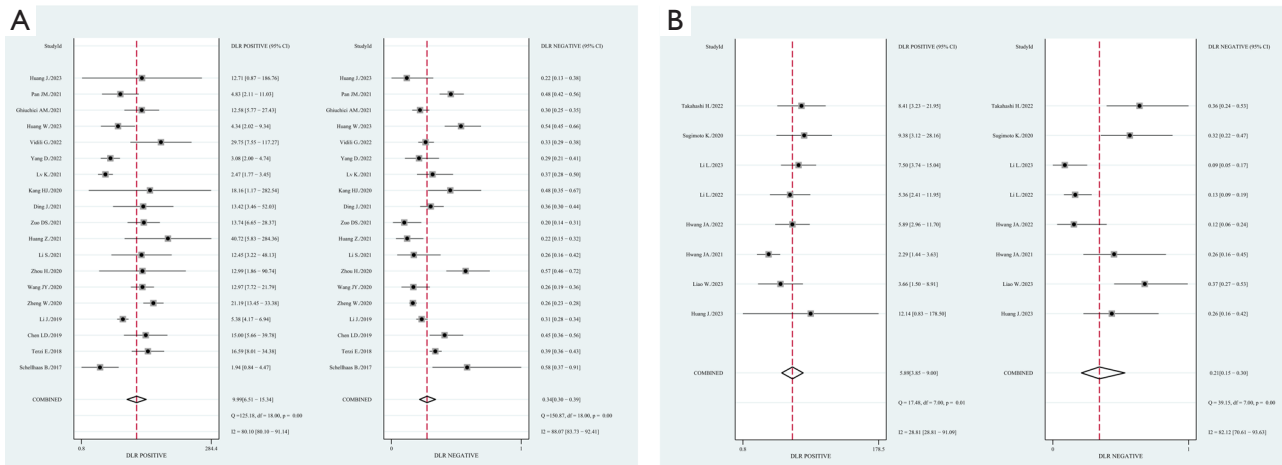 A
StudyId DLR POSITIVE (95% CI)
Huang J./2023 12.71 [0.87 − 186.76]
Pan JM./2021 4.83 [2.11 − 11.03]
Ghiuchici AM./2021 12.58 [5.77 − 27.43]
Huang W./2023 4.34 [2.02 − 9.34]
Vidili G./2022 29.75 [7.55 − 117.27]
Yang D./2022 3.08 [2.00 − 4.74]
Lv K./2021 2.47 [1.77 − 3.45]
Kang HJ./2020 18.16 [1.17 − 282.54]
Ding J./2021 13.42 [3.46 − 52.03]
Zuo DS./2021 13.74 [6.65 − 28.37]
Huang Z./2021 40.72 [5.83 − 284.36]
Li S./2021 12.45 [3.22 − 48.13]
Zhou H./2020 12.99 [1.86 − 90.74]
Wang JY./2020 12.97 [7.72 − 21.79]
Zheng W./2020 21.19 [13.45 − 33.38]
Li J./2019 5.38 [4.17 − 6.94]
Chen LD./2019 15.00 [5.66 − 39.78]
Terzi E./2018 16.59 [8.01 − 34.38]
Schellhaas B./2017 1.94 [0.84 − 4.47]
COMBINED 9.99[6.51 − 15.34]
Q =125.18, df = 18.00, p = 0.00
I2 = 80.10 [80.10 − 91.14]
0.8 284.4
DLR POSITIVE
StudyId DLR NEGATIVE (95% CI)
Huang J./2023 0.22 [0.13 − 0.38]
Pan JM./2021 0.48 [0.42 − 0.56]
Ghiuchici AM./2021 0.30 [0.25 − 0.35]
Huang W./2023 0.54 [0.45 − 0.66]
Vidili G./2022 0.33 [0.29 − 0.38]
Yang D./2022 0.29 [0.21 − 0.41]
Lv K./2021 0.37 [0.28 − 0.50]
Kang HJ./2020 0.48 [0.35 − 0.67]
Ding J./2021 0.36 [0.30 − 0.44]
Zuo DS./2021 0.20 [0.14 − 0.31]
Huang Z./2021 0.22 [0.15 − 0.32]
Li S./2021 0.26 [0.16 − 0.42]
Zhou H./2020 0.57 [0.46 − 0.72]
Wang JY./2020 0.26 [0.19 − 0.36]
Zheng W./2020 0.26 [0.23 − 0.28]
Li J./2019 0.31 [0.28 − 0.34]
Chen LD./2019 0.45 [0.36 − 0.56]
Terzi E./2018 0.39 [0.36 − 0.43]
Schellhaas B./2017 0.58 [0.37 − 0.91]
COMBINED 0.34[0.30 − 0.39]
Q =150.87, df = 18.00, p = 0.00
I2 = 88.07 [83.73 − 92.41]
0 1
DLR NEGATIVE
B
StudyId DLR POSITIVE (95% CI)
Takahashi H./2022 8.41 [3.23 − 21.95]
Sugimoto K./2020 9.38 [3.12 − 28.16]
Li L./2023 7.50 [3.74 − 15.04]
Li L./2022 5.36 [2.41 − 11.95]
Hwang JA./2022 5.89 [2.96 − 11.70]
Hwang JA./2021 2.29 [1.44 − 3.63]
Liao W./2023 3.66 [1.50 − 8.91]
Huang J./2023 12.14 [0.83 − 178.50]
COMBINED 5.89[3.85 − 9.00]
Q = 17.48, df = 7.00, p = 0.01
I2 = 28.81 [28.81 − 91.09]
0.8 178.5
DLR POSITIVE
StudyId DLR NEGATIVE (95% CI)
Takahashi H./2022 0.36 [0.24 − 0.53]
Sugimoto K./2020 0.32 [0.22 − 0.47]
Li L./2023 0.09 [0.05 − 0.17]
Li L./2022 0.13 [0.09 − 0.19]
Hwang JA./2022 0.12 [0.06 − 0.24]
Hwang JA./2021 0.26 [0.16 − 0.45]
Liao W./2023 0.37 [0.27 − 0.53]
Huang J./2023 0.26 [0.16 − 0.42]
COMBINED 0.21[0.15 − 0.30]
Q = 39.15, df = 7.00, p = 0.00
I2 = 82.12 [70.61 − 93.63]
0 1
DLR NEGATIVE